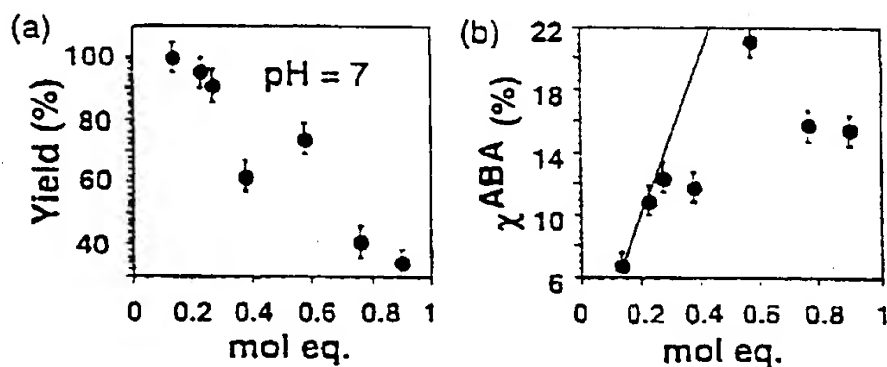 (a)
Yield (%)
100
80
60
40
pH = 7
0 0.2 0.4 0.6 0.8 1
mol eq.
(b)
χABA (%)
22
18
14
10
6
0 0.2 0.4 0.6 0.8 1
mol eq.